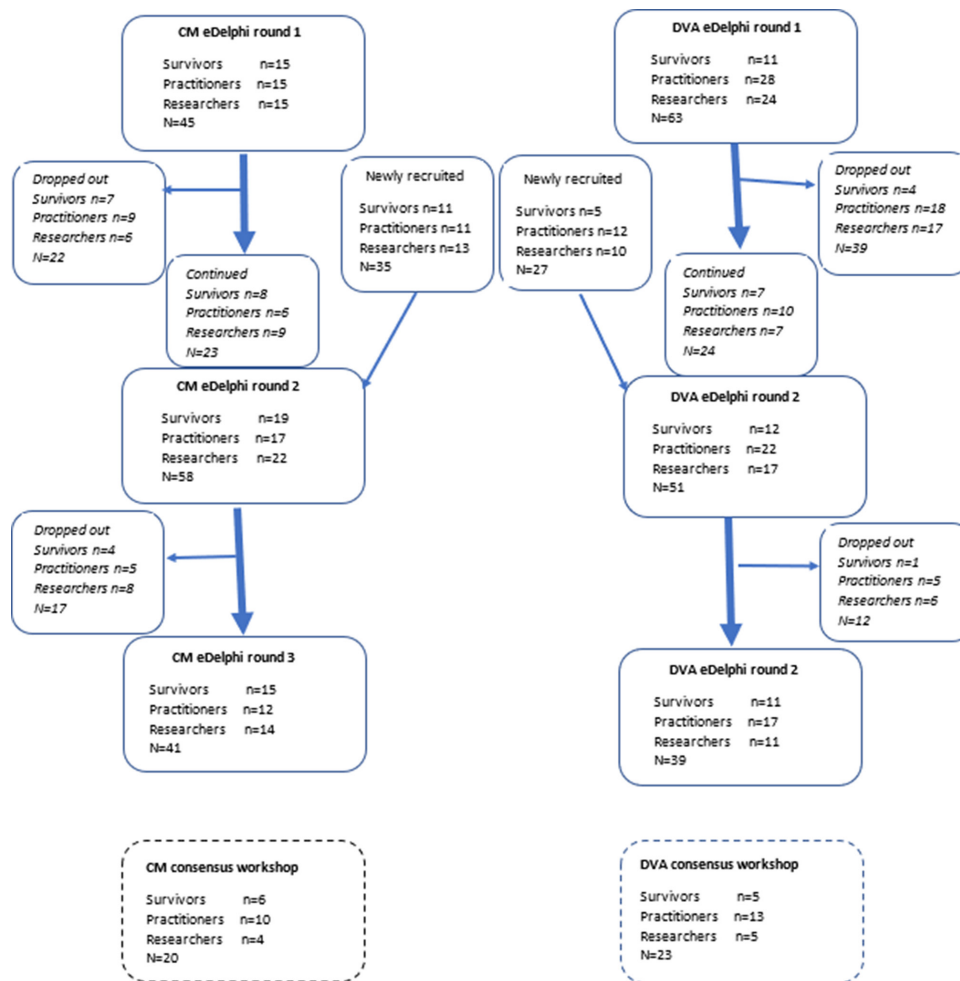 CM eDelphi round 1
Survivors n=15
Practitioners n=15
Researchers n=15
N=45
DVA eDelphi round 1
Survivors n=11
Practitioners n=28
Researchers n=24
N=63
Dropped out
Survivors n=7
Practitioners n=9
Researchers n=6
N=22
Newly recruited
Survivors n=11
Practitioners n=11
Researchers n=13
N=35
Newly recruited
Survivors n=5
Practitioners n=12
Researchers n=10
N=27
Dropped out
Survivors n=4
Practitioners n=18
Researchers n=17
N=39
Continued
Survivors n=8
Practitioners n=6
Researchers n=9
N=23
Continued
Survivors n=7
Practitioners n=10
Researchers n=7
N=24
CM eDelphi round 2
Survivors n=19
Practitioners n=17
Researchers n=22
N=58
DVA eDelphi round 2
Survivors n=12
Practitioners n=22
Researchers n=17
N=51
Dropped out
Survivors n=4
Practitioners n=5
Researchers n=8
N=17
Dropped out
Survivors n=1
Practitioners n=5
Researchers n=6
N=12
CM eDelphi round 3
Survivors n=15
Practitioners n=12
Researchers n=14
N=41
DVA eDelphi round 2
Survivors n=11
Practitioners n=17
Researchers n=11
N=39
CM consensus workshop
Survivors n=6
Practitioners n=10
Researchers n=4
N=20
DVA consensus workshop
Survivors n=5
Practitioners n=13
Researchers n=5
N=23